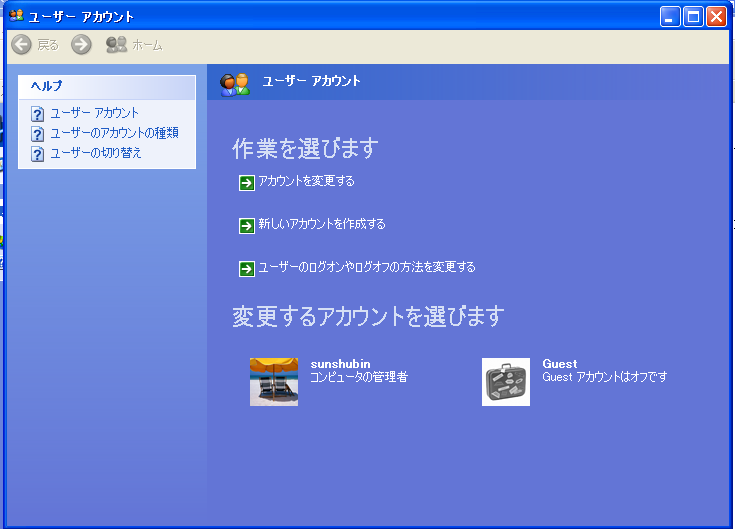 ユーザー アカウント
戻る
ホーム
ヘルプ
ユーザー アカウント
ユーザーのアカウントの種類
ユーザーの切り替え
ユーザー アカウント
作業を選びます
アカウントを変更する
新しいアカウントを作成する
ユーザーのログオンやログオフの方法を変更する
変更するアカウントを選びます
sunshubin
コンピュータの管理者
Guest
Guest アカウントはオフです